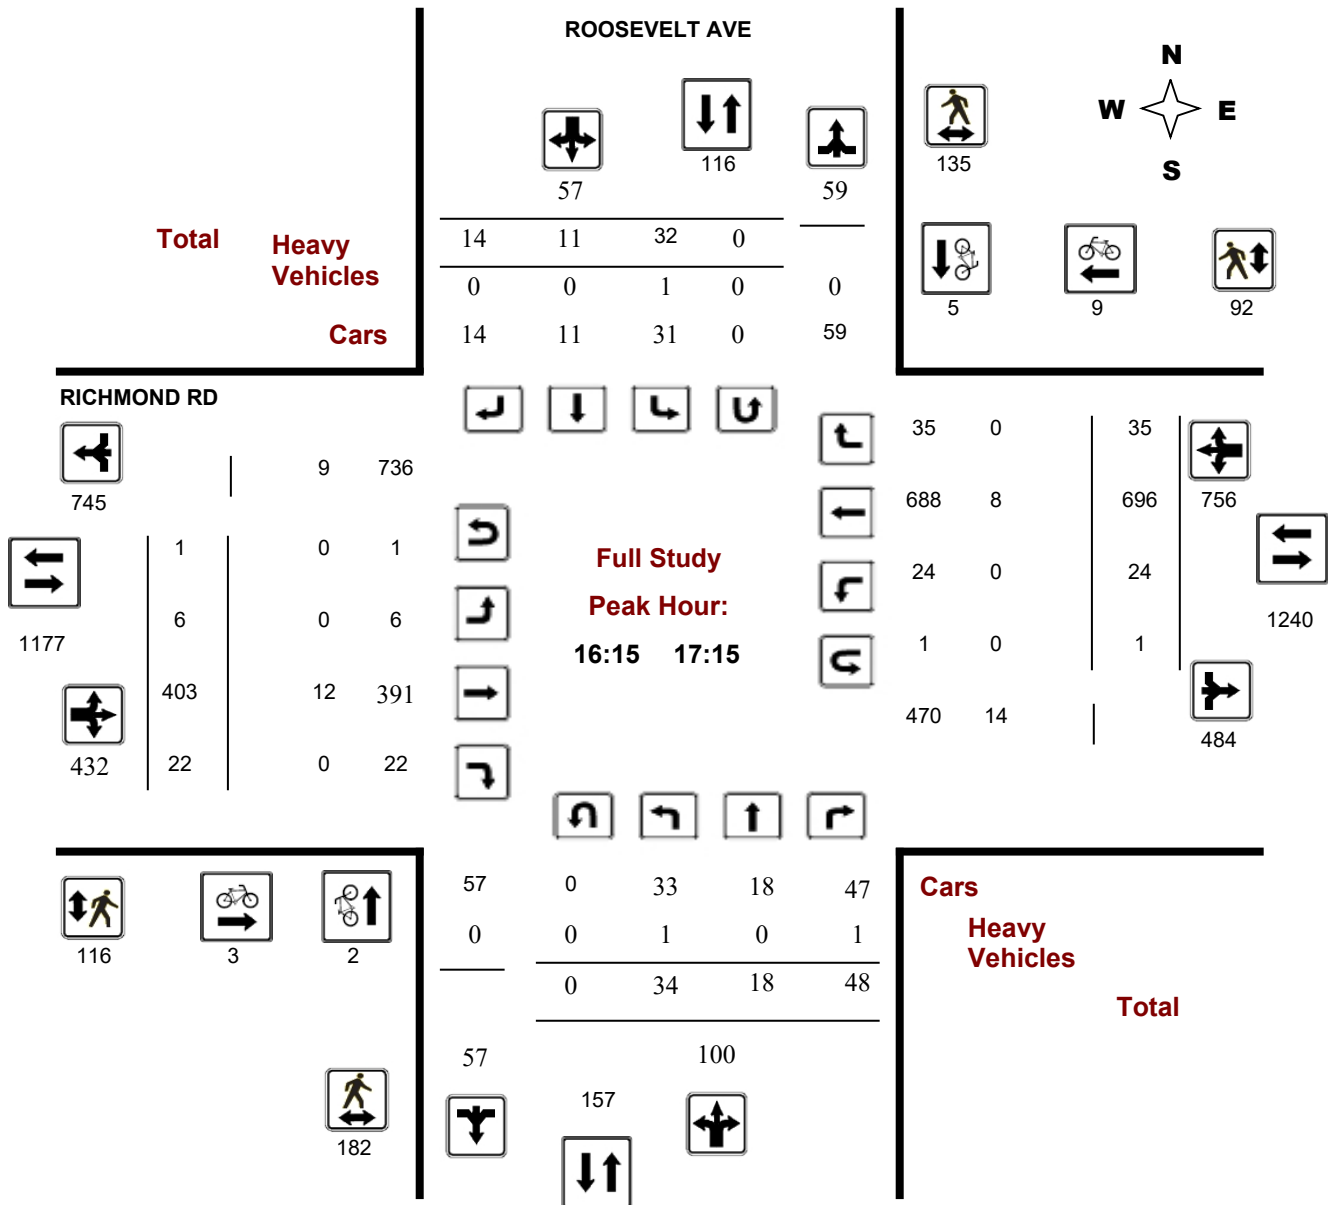 ROOSEVELT AVE
N
W E
S
116
135
57 59
Total Heavy Vehicles
14 11 32 0
0 0 1 0 0
5 9 92
Cars 14 11 31 0 59
RICHMOND RD
35 0 35
9 736
745
688 8 696 756
1 0 1
Full Study
24 0 24
Peak Hour:
6 0 6
1177
1240
16:15 17:15
1 0 1
403 12 391
470 14
484
432 22 0 22
57 0 33 18 47
Cars
0 0 1 0 1
Heavy Vehicles
116 3 2
0 34 18 48
Total
57 100
157
182